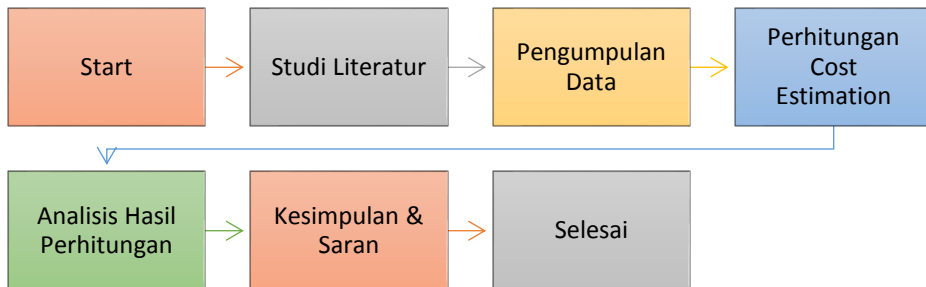 Start
Studi Literatur
Pengumpulan
Data
Perhitungan
Cost
Estimation
Analisis Hasil
Perhitungan
Kesimpulan &
Saran
Selesai